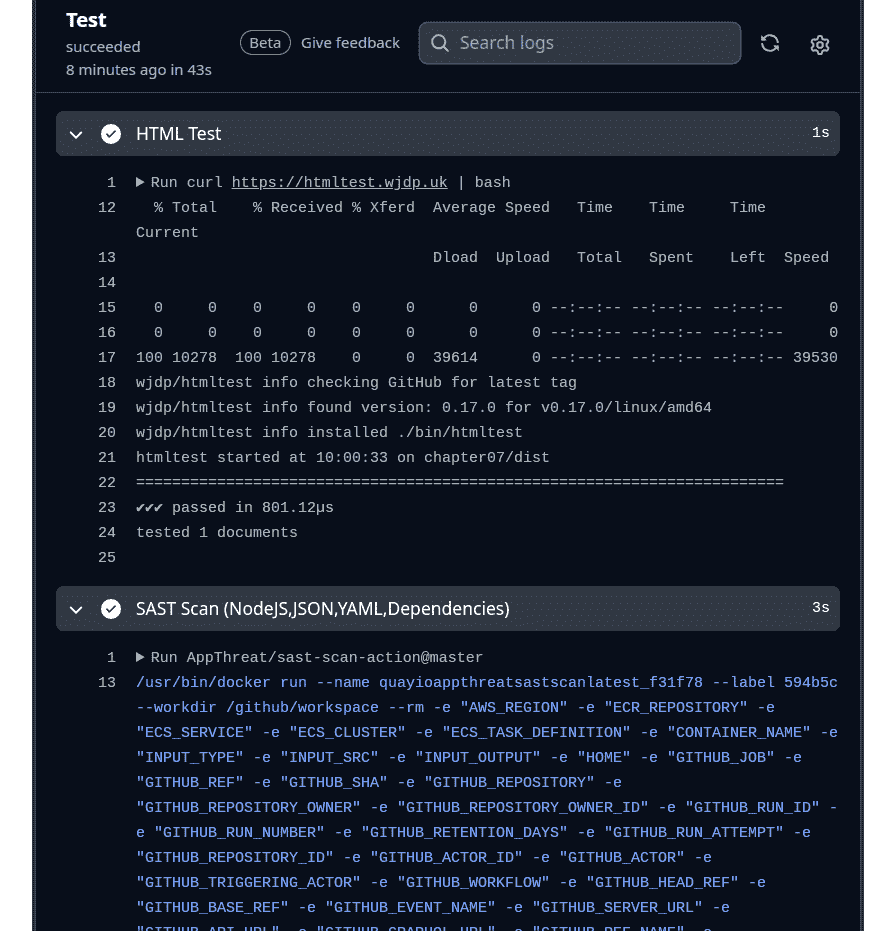 Test
succeeded
8 minutes ago in 43s
Beta Give feedback
Search logs
HTML Test 1s
1 Run curl https://htmltest.wjdp.uk | bash
12 % Total % Received % Xferd Average Speed Time Time Time
Current
13 Dload Upload Total Spent Left Speed
14
15 0 0 0 0 0 0 0 0 --:--:-- --:--:-- --:--:-- 0
16 0 0 0 0 0 0 0 0 --:--:-- --:--:-- --:--:-- 0
17 100 10278 100 10278 0 0 39614 0 --:--:-- --:--:-- --:--:-- 39530
18 wjdp/htmltest info checking GitHub for latest tag
19 wjdp/htmltest info found version: 0.17.0 for v0.17.0/linux/amd64
20 wjdp/htmltest info installed ./bin/htmltest
21 htmltest started at 10:00:33 on chapter07/dist
22 ========================================================================
23 ✔✔✔ passed in 801.12µs
24 tested 1 documents
25
SAST Scan (NodeJS,JSON,YAML,Dependencies) 3s
1 Run AppThreat/sast-scan-action@master
13 /usr/bin/docker run --name quayioappthreatsastscanlatest_f31f78 --label 594b5c
--workdir /github/workspace --rm -e "AWS_REGION" -e "ECR_REPOSITORY" -e
"ECS_SERVICE" -e "ECS_CLUSTER" -e "ECS_TASK_DEFINITION" -e "CONTAINER_NAME" -e
"INPUT_TYPE" -e "INPUT_SRC" -e "INPUT_OUTPUT" -e "HOME" -e "GITHUB_JOB" -e
"GITHUB_REF" -e "GITHUB_SHA" -e "GITHUB_REPOSITORY" -e
"GITHUB_REPOSITORY_OWNER" -e "GITHUB_REPOSITORY_OWNER_ID" -e "GITHUB_RUN_ID" -
e "GITHUB_RUN_NUMBER" -e "GITHUB_RETENTION_DAYS" -e "GITHUB_RUN_ATTEMPT" -e
"GITHUB_REPOSITORY_ID" -e "GITHUB_ACTOR_ID" -e "GITHUB_ACTOR" -e
"GITHUB_TRIGGERING_ACTOR" -e "GITHUB_WORKFLOW" -e "GITHUB_HEAD_REF" -e
"GITHUB_BASE_REF" -e "GITHUB_EVENT_NAME" -e "GITHUB_SERVER_URL" -e